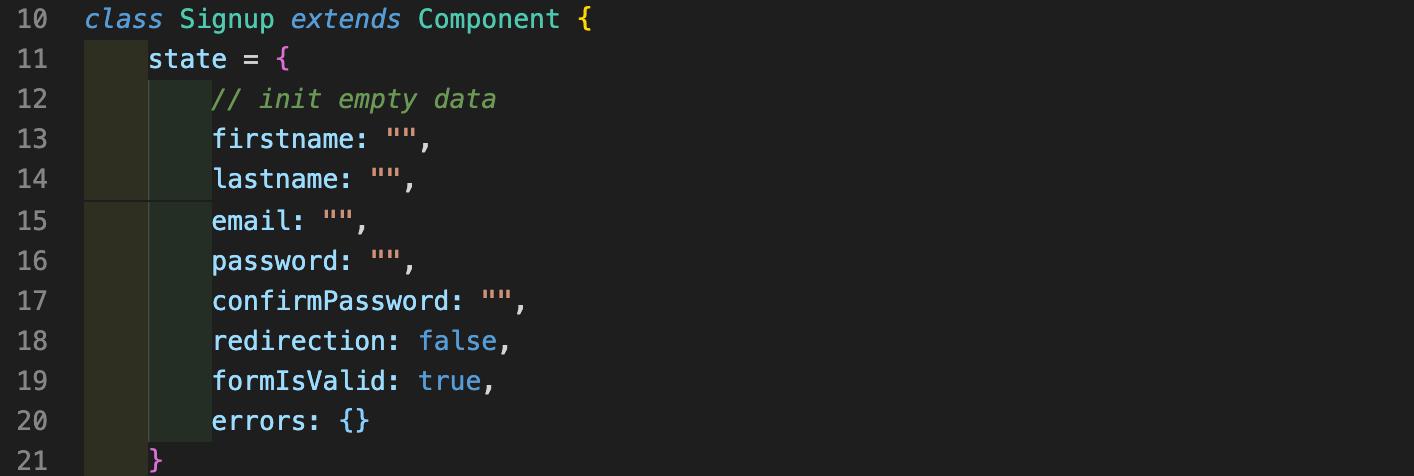 10 class Signup extends Component {
11     state = {
12         // init empty data
13         firstname: "",
14         lastname: "",
15         email: "",
16         password: "",
17         confirmPassword: "",
18         redirection: false,
19         formIsValid: true,
20         errors: {}
21     }